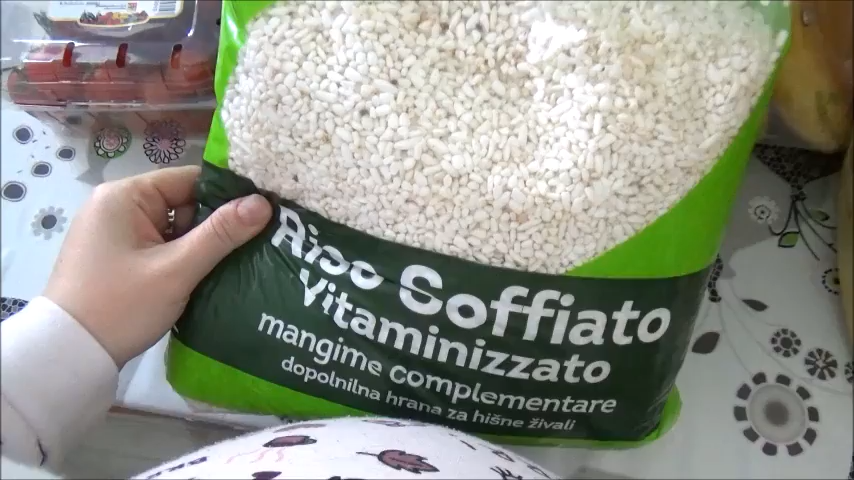 Riso Soffiato
Vitaminizzato
mangime complementare
dopolnilna hrana za hišne živali